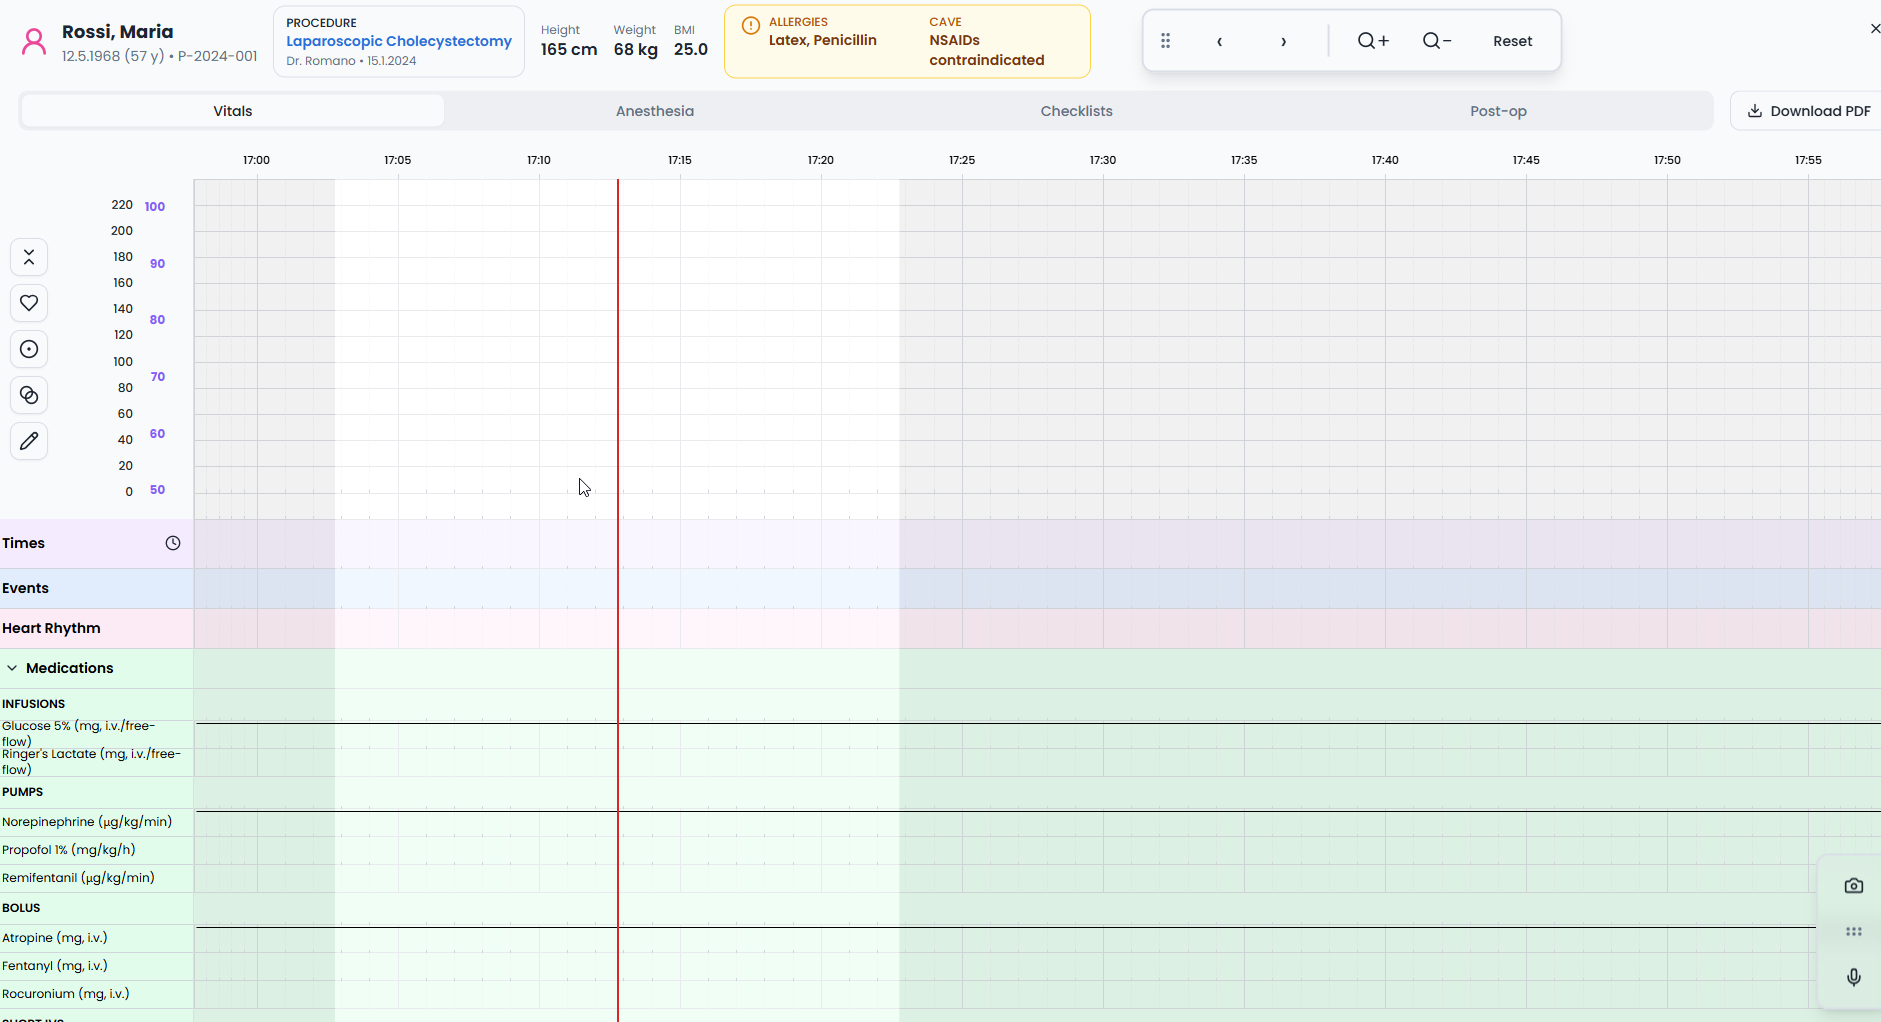 Rossi, Maria
12.5.1968 (57 y) • P-2024-001
PROCEDURE
Laparoscopic Cholecystectomy
Dr. Romano • 15.1.2024
Height
165 cm
Weight
68 kg
BMI
25.0
ALLERGIES
Latex, Penicillin
CAVE
NSAIDs
contraindicated
Reset
Vitals
Anesthesia
Checklists
Post-op
Download PDF
17:00 17:05 17:10 17:15 17:20 17:25 17:30 17:35 17:40 17:45 17:50 17:55
220 100
200
180 90
160
140 80
120
100 70
80
60 60
40
20
0 50
Times
Events
Heart Rhythm
Medications
INFUSIONS
Glucose 5% (mg, i.v./free-
flow)
Ringer's Lactate (mg, i.v./free-
flow)
PUMPS
Norepinephrine (µg/kg/min)
Propofol 1% (mg/kg/h)
Remifentanil (µg/kg/min)
BOLUS
Atropine (mg, i.v.)
Fentanyl (mg, i.v.)
Rocuronium (mg, i.v.)